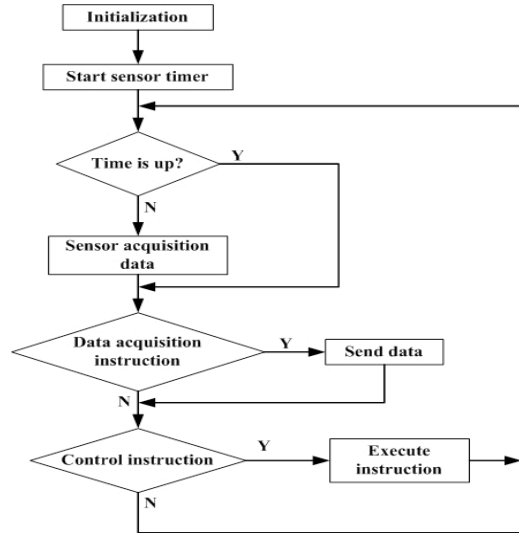 Initialization
Start sensor timer
Time is up?
Y
N
Sensor acquisition
data
Data acquisition
instruction
Y
Send data
N
Control instruction
Y
Execute
instruction
N